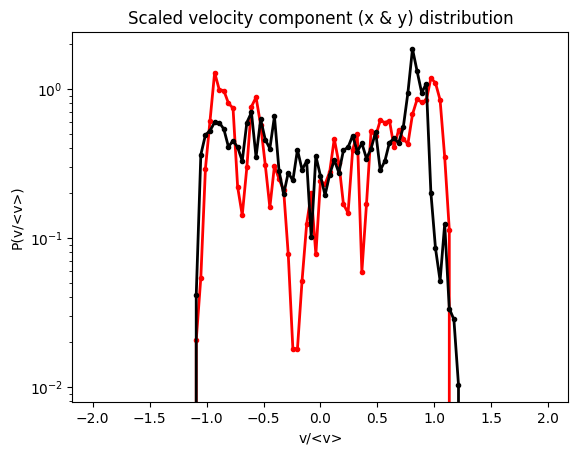 Scaled velocity component (x & y) distribution
10⁰
10⁻¹
10⁻²
P(v/<v>)
−2.0 −1.5 −1.0 −0.5 0.0 0.5 1.0 1.5 2.0
v/<v>